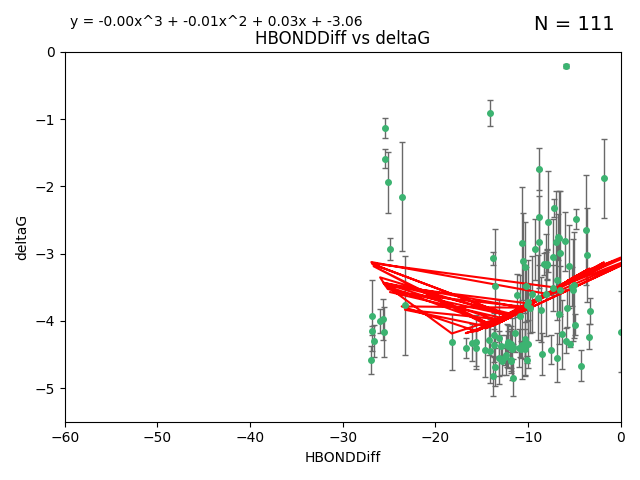 y = -0.00x^3 + -0.01x^2 + 0.03x + -3.06
N = 111
HBONDDiff vs deltaG
0
−1
−2
−3
−4
−5
deltaG
−60
−50
−40
−30
−20
−10
0
HBONDDiff